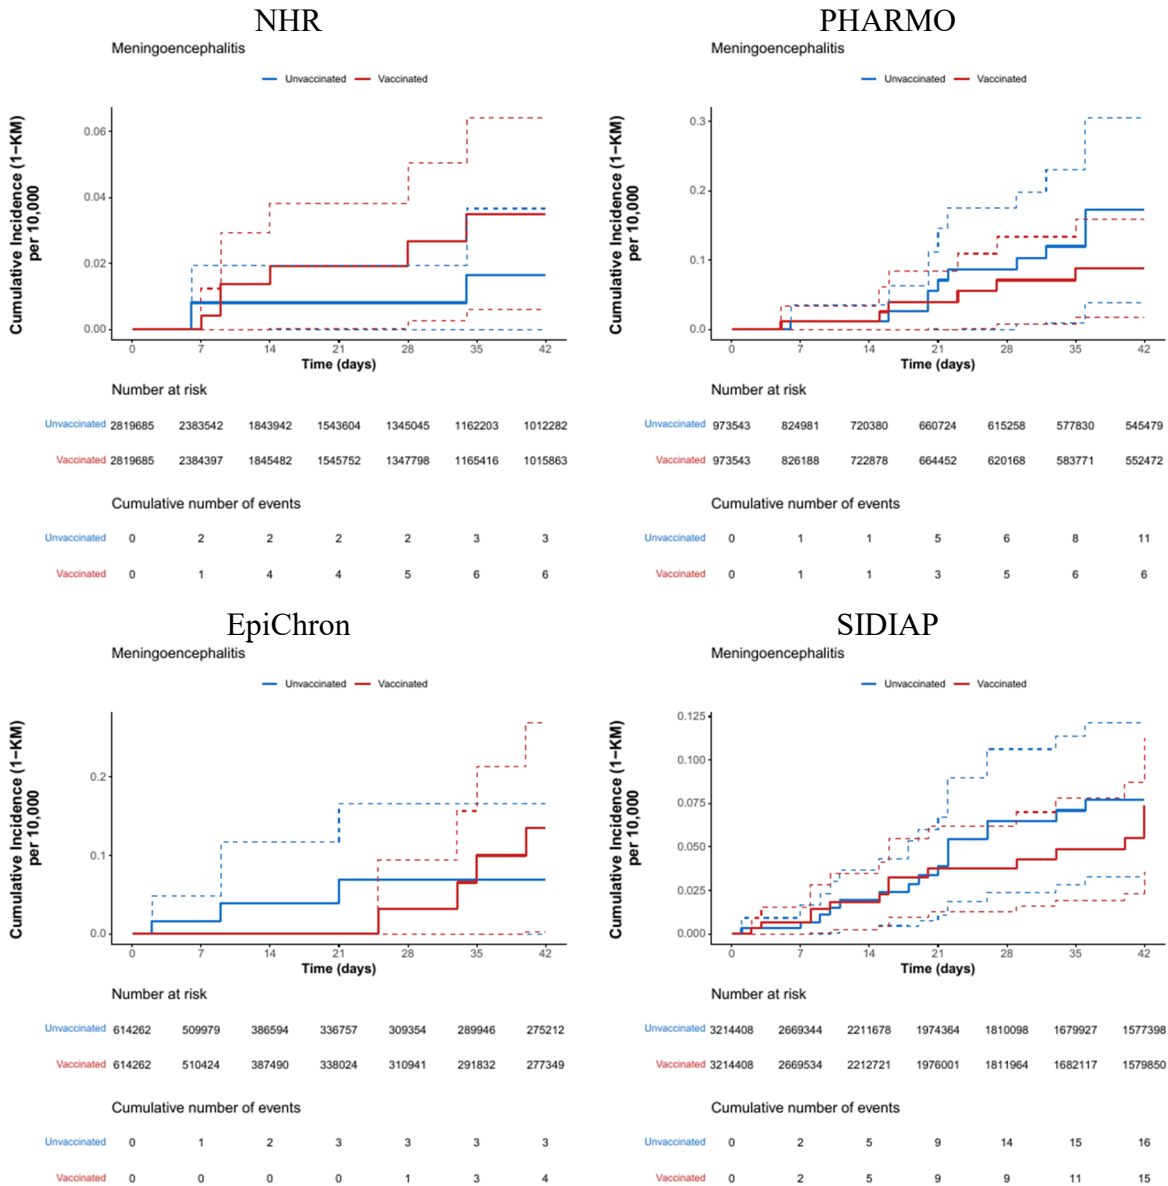 NHR
Meningoencephalitis
Unvaccinated Vaccinated
Cumulative Incidence (1−KM)
per 10,000
0.06
0.04
0.02
0.00
0 7 14 21 28 35 42
Time (days)
Number at risk
Unvaccinated 2819685 2383542 1843942 1543604 1345045 1162203 1012282
Vaccinated 2819685 2384397 1845482 1545752 1347798 1165416 1015863
Cumulative number of events
Unvaccinated 0 2 2 2 2 3 3
Vaccinated 0 1 4 4 5 6 6
PHARMO
Meningoencephalitis
Unvaccinated Vaccinated
Cumulative Incidence (1−KM)
per 10,000
0.3
0.2
0.1
0.0
0 7 14 21 28 35 42
Time (days)
Number at risk
Unvaccinated 973543 824981 720380 660724 615258 577830 545479
Vaccinated 973543 826188 722878 664452 620168 583771 552472
Cumulative number of events
Unvaccinated 0 1 1 5 6 8 11
Vaccinated 0 1 1 3 5 6 6
EpiChron
Meningoencephalitis
Unvaccinated Vaccinated
Cumulative Incidence (1−KM)
per 10,000
0.2
0.1
0.0
0 7 14 21 28 35 42
Time (days)
Number at risk
Unvaccinated 614262 509979 386594 336757 309354 289946 275212
Vaccinated 614262 510424 387490 338024 310941 291832 277349
Cumulative number of events
Unvaccinated 0 1 2 3 3 3 3
Vaccinated 0 0 0 0 1 3 4
SIDIAP
Meningoencephalitis
Unvaccinated Vaccinated
Cumulative Incidence (1−KM)
per 10,000
0.125
0.100
0.075
0.050
0.025
0.000
0 7 14 21 28 35 42
Time (days)
Number at risk
Unvaccinated 3214408 2669344 2211678 1974364 1810098 1679927 1577398
Vaccinated 3214408 2669534 2212721 1976001 1811964 1682117 1579850
Cumulative number of events
Unvaccinated 0 2 5 9 14 15 16
Vaccinated 0 2 5 9 9 11 15